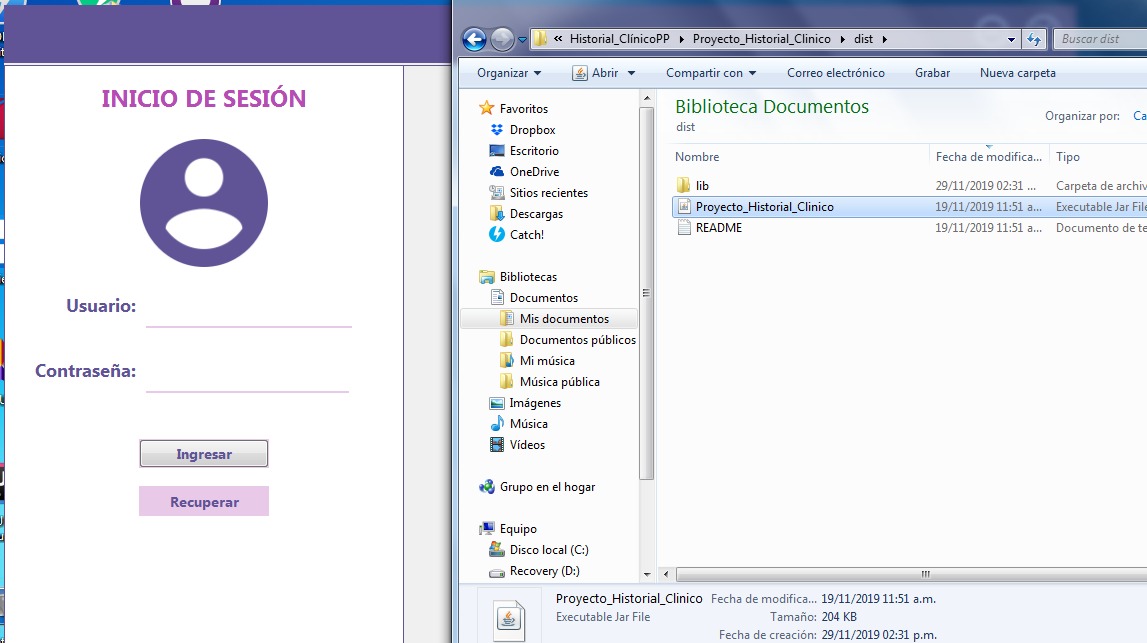 INICIO DE SESIÓN
Usuario:
Contraseña:
Ingresar
Recuperar
« Historial_ClínicoPP Proyecto_Historial_Clinico dist
Buscar dist
Organizar Abrir Compartir con Correo electrónico Grabar Nueva carpeta
Favoritos
Dropbox
Escritorio
OneDrive
Sitios recientes
Descargas
Catch!
Bibliotecas
Documentos
Mis documentos
Documentos públicos
Mi música
Música pública
Imágenes
Música
Vídeos
Grupo en el hogar
Equipo
Disco local (C:)
Recovery (D:)
Biblioteca Documentos
dist
Organizar por: Ca
Nombre Fecha de modifica... Tipo
lib 29/11/2019 02:31 ... Carpeta de archiv
Proyecto_Historial_Clinico 19/11/2019 11:51 a... Executable Jar File
README 19/11/2019 11:51 a... Documento de te
Proyecto_Historial_Clinico Fecha de modifica... 19/11/2019 11:51 a.m.
Executable Jar File Tamaño: 204 KB
Fecha de creación: 29/11/2019 02:31 p.m.